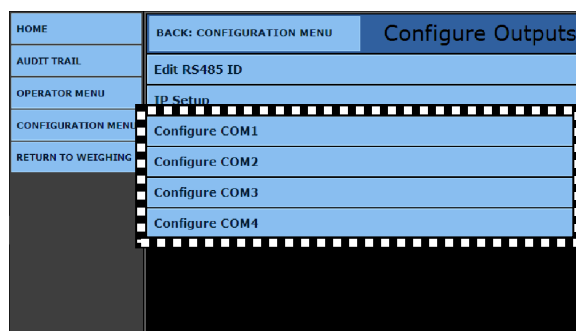 HOME
BACK: CONFIGURATION MENU
Configure Outputs
AUDIT TRAIL
Edit RS485 ID
OPERATOR MENU
IP Setup
CONFIGURATION MENU
Configure COM1
RETURN TO WEIGHING
Configure COM2
Configure COM3
Configure COM4